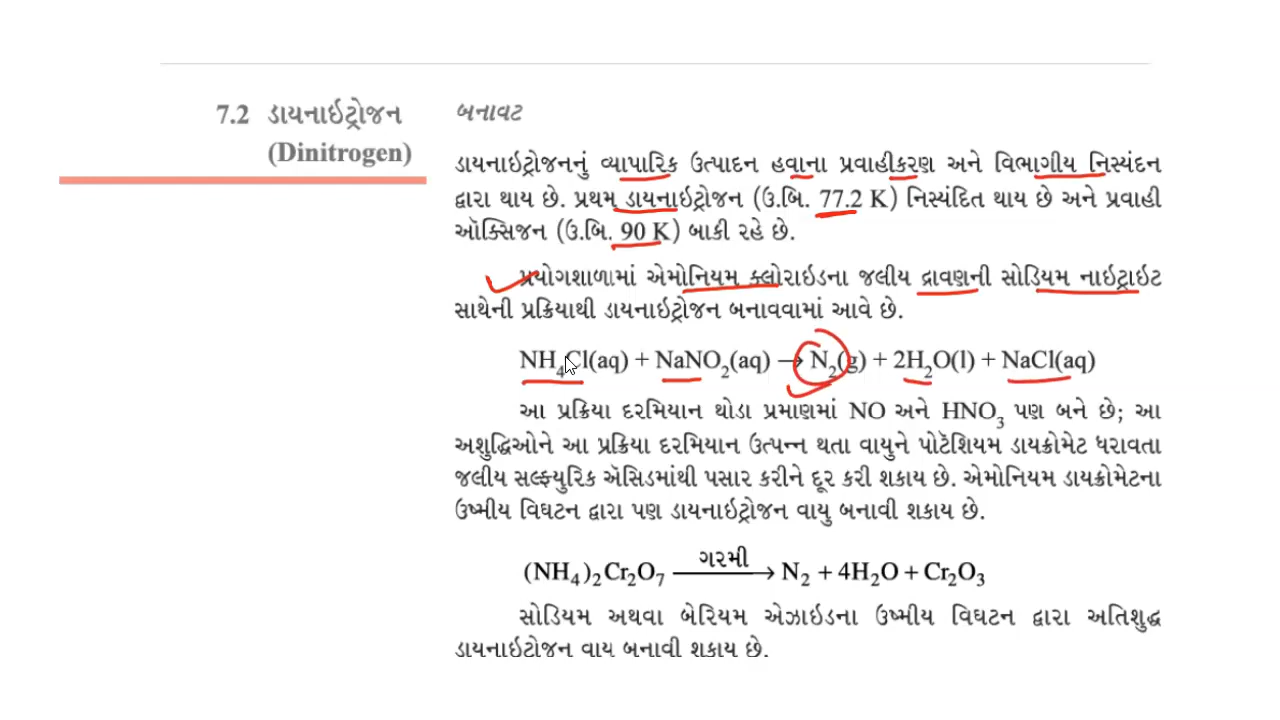 7.2 ડાયનાઇટ્રોજન
(Dinitrogen)
બનાવટ
ડાયનાઇટ્રોજનનું વ્યાપારિક ઉત્પાદન હવાના પ્રવાહીકરણ અને વિભાગીય નિસ્યંદન
દ્વારા થાય છે. પ્રથમ ડાયનાઇટ્રોજન (ઉ.બિ. 77.2 K) નિસ્યંદિત થાય છે અને પ્રવાહી
ઑક્સિજન (ઉ.બિ. 90 K) બાકી રહે છે.
પ્રયોગશાળામાં એમોનિયમ ક્લોરાઇડના જલીય દ્રાવણની સોડિયમ નાઇટ્રાઇટ
સાથેની પ્રક્રિયાથી ડાયનાઇટ્રોજન બનાવવામાં આવે છે.
NH₄Cl(aq) + NaNO₂(aq) → N₂(g) + 2H₂O(l) + NaCl(aq)
આ પ્રક્રિયા દરમિયાન થોડા પ્રમાણમાં NO અને HNO₃ પણ બને છે; આ
અશુદ્ધિઓને આ પ્રક્રિયા દરમિયાન ઉત્પન્ન થતા વાયુને પોટૅશિયમ ડાયક્રોમેટ ધરાવતા
જલીય સલ્ફ્યુરિક ઍસિડમાંથી પસાર કરીને દૂર કરી શકાય છે. એમોનિયમ ડાયક્રોમેટના
ઉષ્મીય વિઘટન દ્વારા પણ ડાયનાઇટ્રોજન વાયુ બનાવી શકાય છે.
ગરમી
(NH₄)₂Cr₂O₇ → N₂ + 4H₂O + Cr₂O₃
સોડિયમ અથવા બેરિયમ એઝાઇડના ઉષ્મીય વિઘટન દ્વારા અતિશુદ્ધ
ડાયનાઇટ્રોજન વાયુ બનાવી શકાય છે.